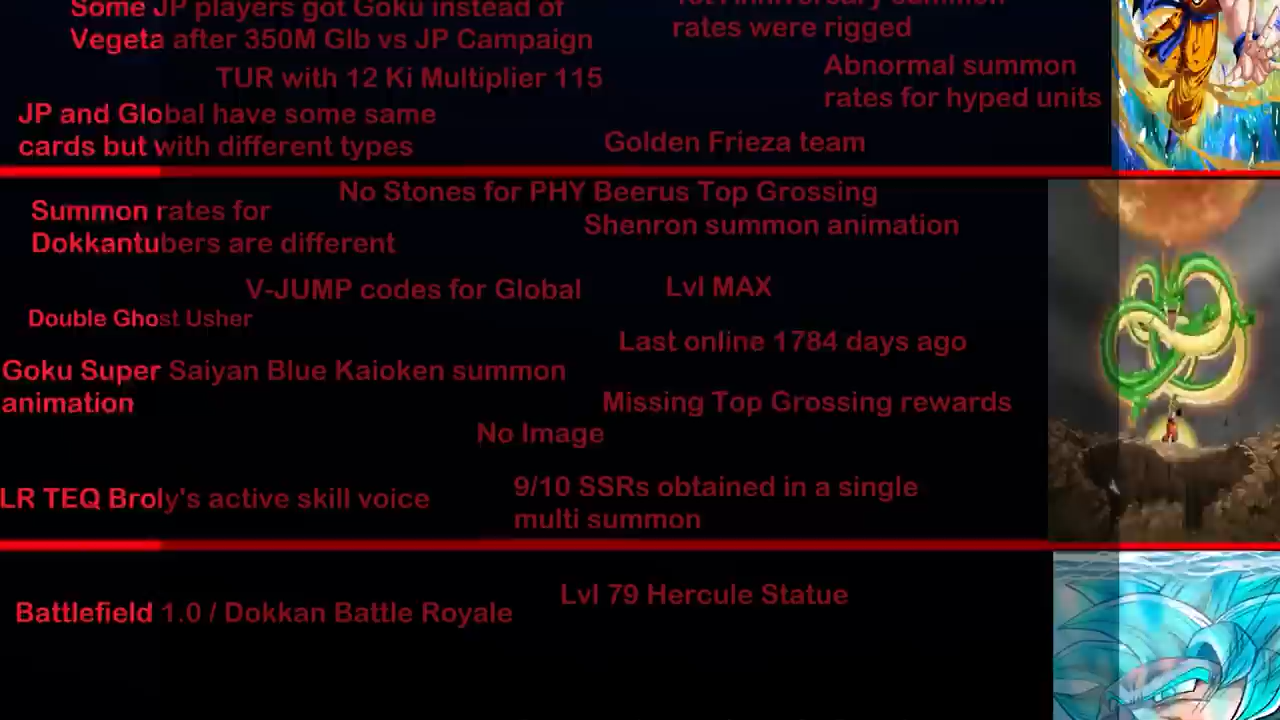 Some JP players got Goku instead of
Vegeta after 350M Glb vs JP Campaign
1st Anniversary summon
rates were rigged
TUR with 12 Ki Multiplier 115
Abnormal summon
rates for hyped units
JP and Global have some same
cards but with different types
Golden Frieza team
No Stones for PHY Beerus Top Grossing
Summon rates for
Dokkantubers are different
Shenron summon animation
V-JUMP codes for Global
Lvl MAX
Double Ghost Usher
Last online 1784 days ago
Goku Super Saiyan Blue Kaioken summon
animation
Missing Top Grossing rewards
No Image
LR TEQ Broly's active skill voice
9/10 SSRs obtained in a single
multi summon
Battlefield 1.0 / Dokkan Battle Royale
Lvl 79 Hercule Statue